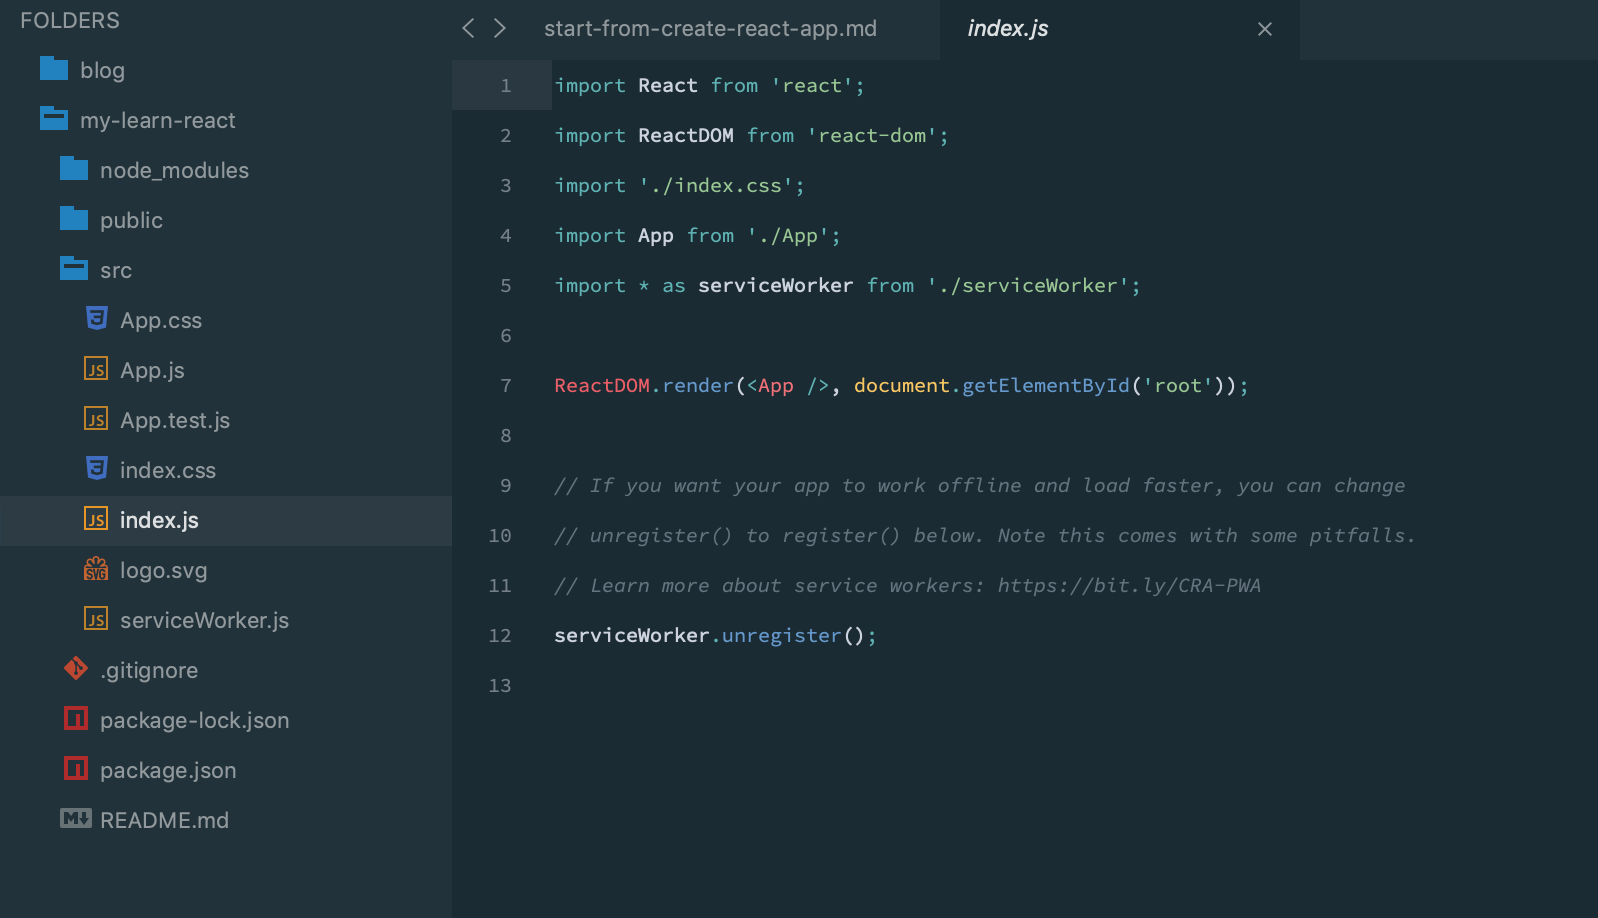 FOLDERS
blog
my-learn-react
node_modules
public
src
App.css
JS App.js
JS App.test.js
index.css
JS index.js
SVG logo.svg
JS serviceWorker.js
.gitignore
package-lock.json
package.json
M README.md
start-from-create-react-app.md
index.js
1 import React from 'react';
2 import ReactDOM from 'react-dom';
3 import './index.css';
4 import App from './App';
5 import * as serviceWorker from './serviceWorker';
6
7 ReactDOM.render(<App />, document.getElementById('root'));
8
9 // If you want your app to work offline and load faster, you can change
10 // unregister() to register() below. Note this comes with some pitfalls.
11 // Learn more about service workers: https://bit.ly/CRA-PWA
12 serviceWorker.unregister();
13